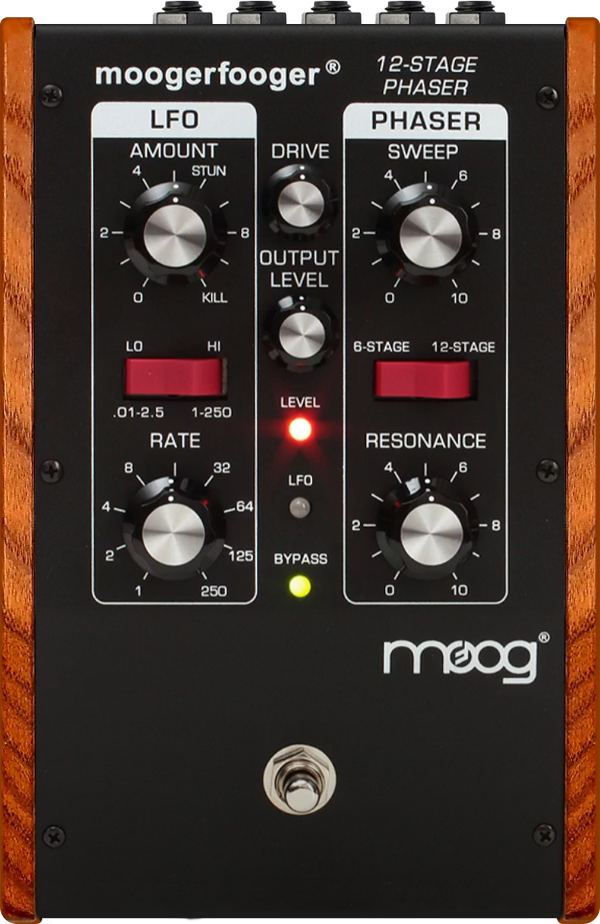 moogerfooger®
12-STAGE
PHASER
LFO
PHASER
AMOUNT
DRIVE
SWEEP
4
STUN
4
6
2
8
2
8
OUTPUT
LEVEL
0
KILL
0
10
LO
HI
6-STAGE
12-STAGE
.01-2.5
1-250
LEVEL
RATE
RESONANCE
8
32
LFO
4
6
4
64
2
8
2
125
BYPASS
1
250
0
10
moog®